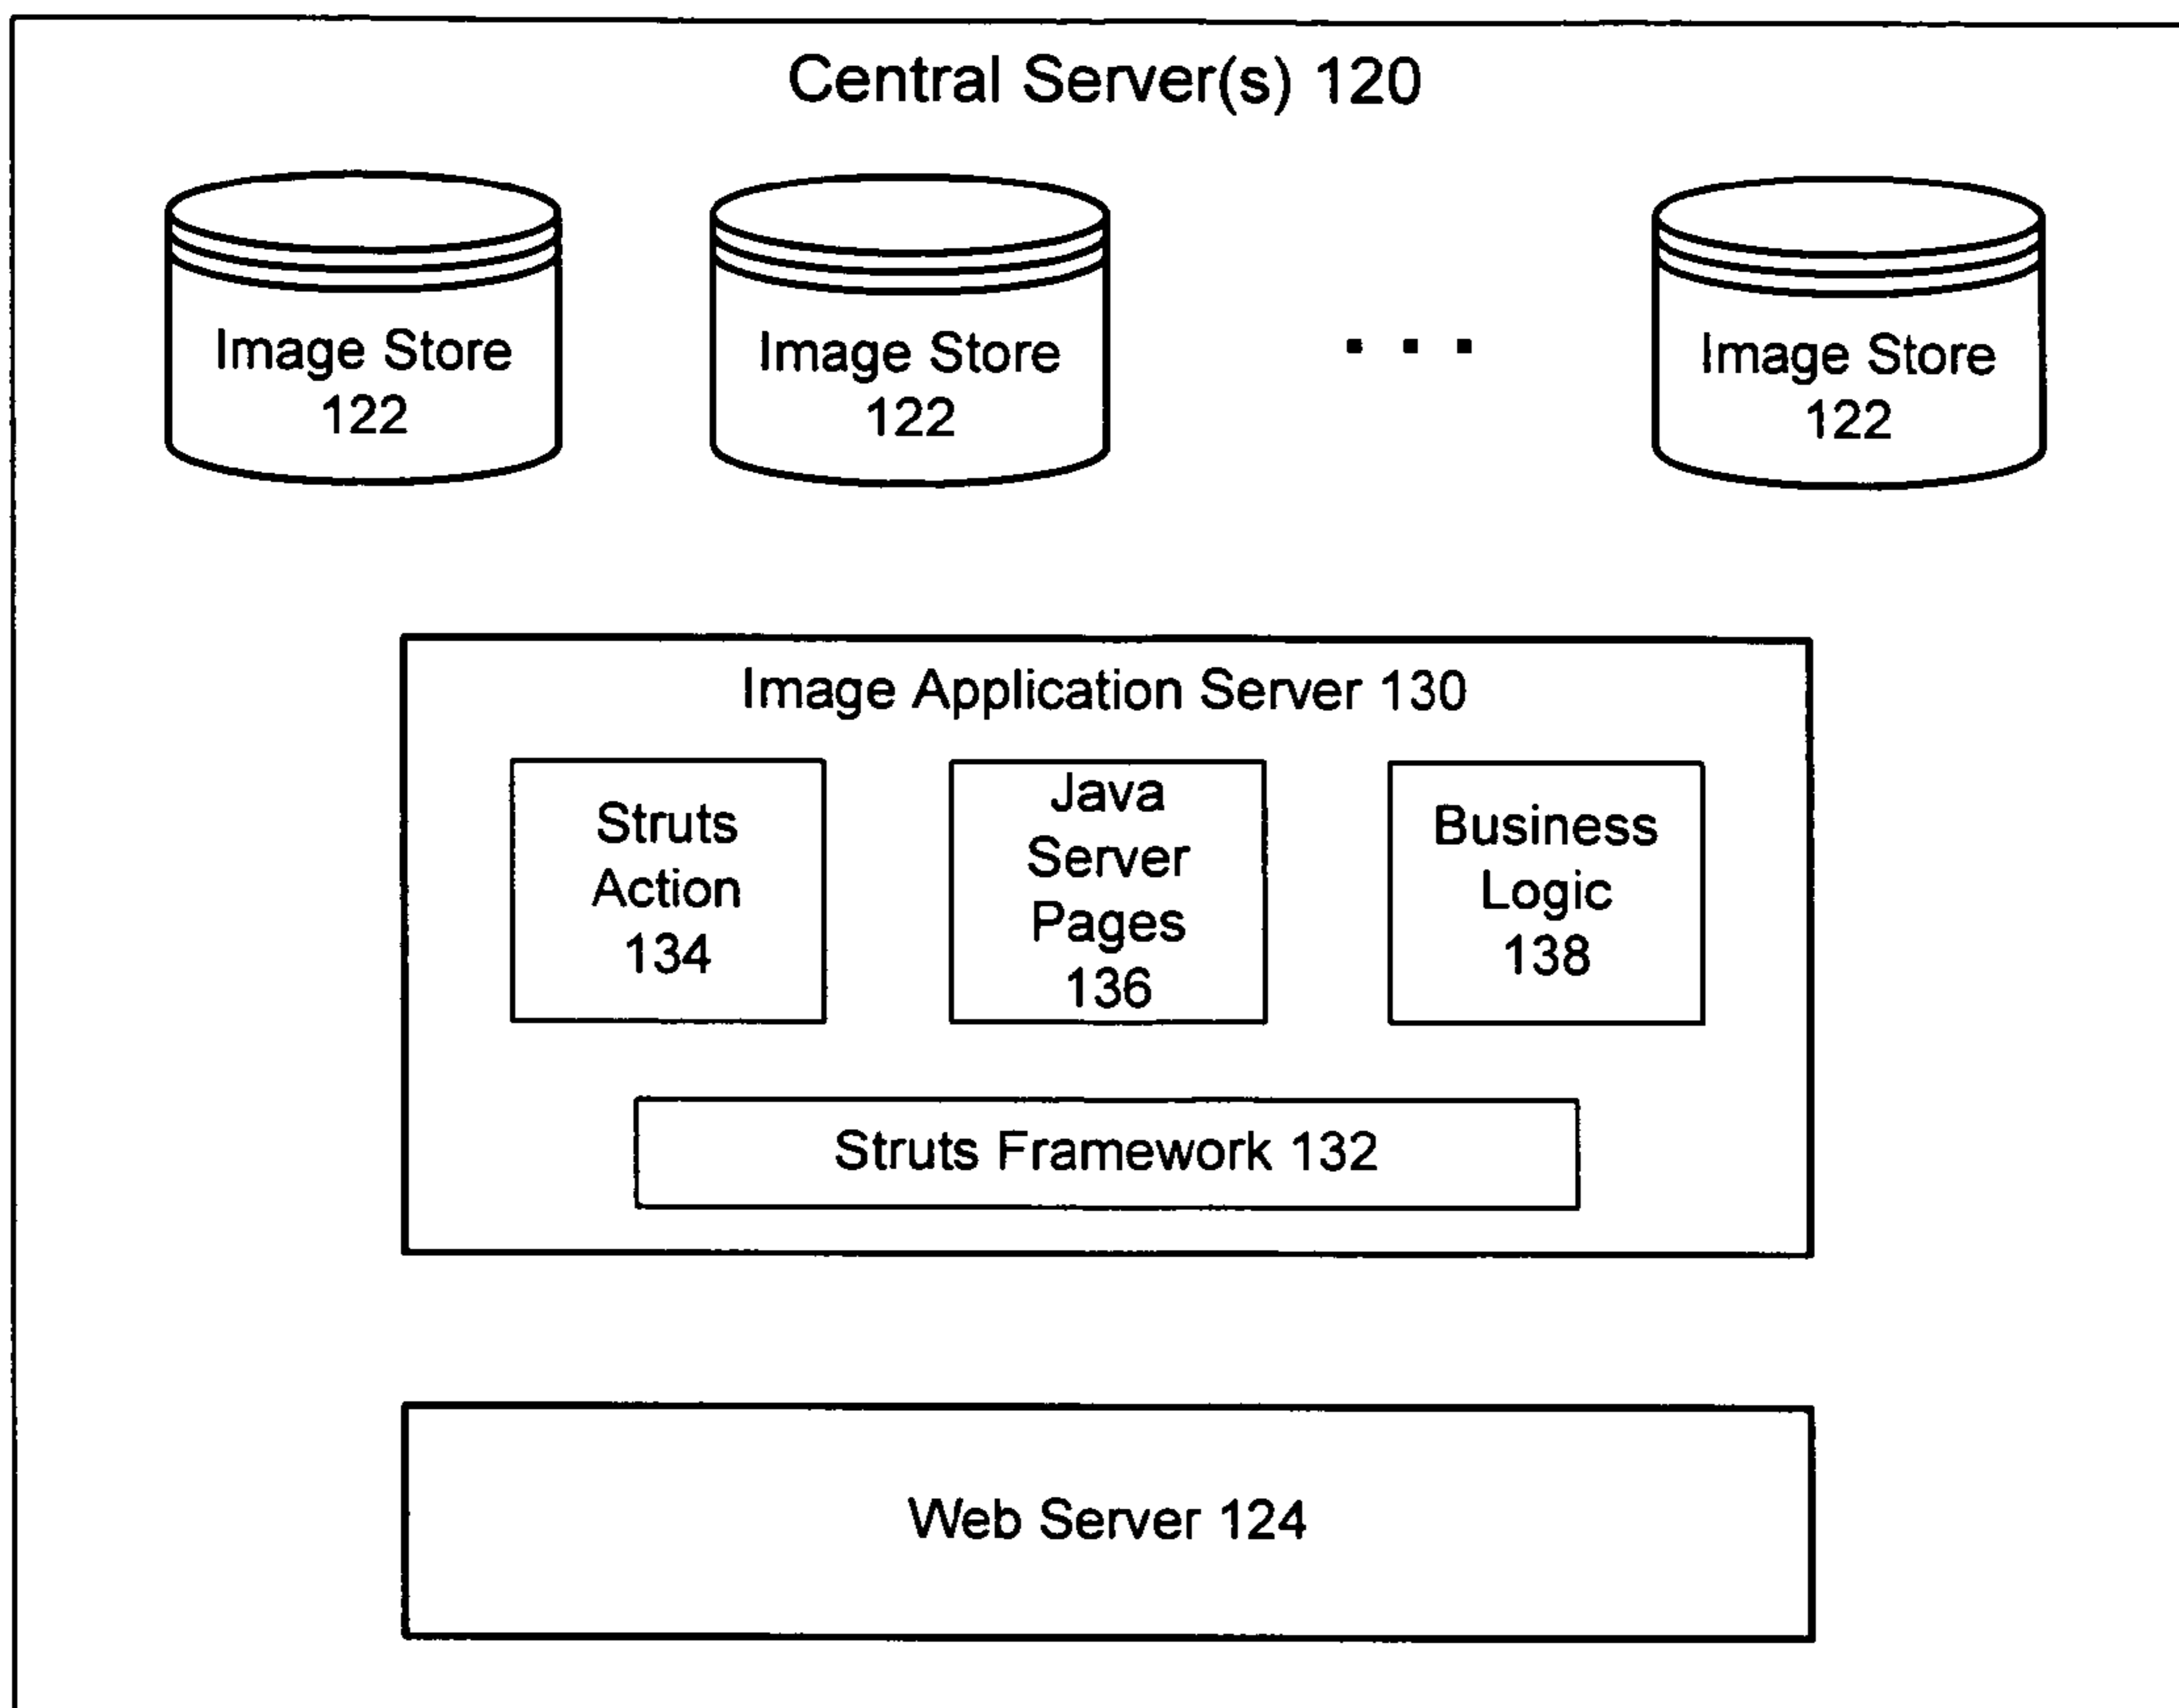 Central Server(s) 120
Image Store
122
Image Store
122
. . .
Image Store
122
Image Application Server 130
Struts
Action
134
Java
Server
Pages
136
Business
Logic
138
Struts Framework 132
Web Server 124